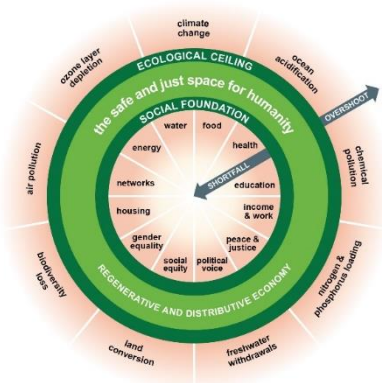 climate
change
ocean
acidification
chemical
pollution
nitrogen &
phosphorus loading
freshwater
withdrawals
land
conversion
biodiversity
loss
air pollution
ozone layer
depletion
OVERSHOOT
ECOLOGICAL CEILING
the safe and just space for humanity
SOCIAL FOUNDATION
water
food
health
SHORTFALL
education
income
& work
peace &
justice
political
voice
social
equity
gender
equality
housing
networks
energy
REGENERATIVE AND DISTRIBUTIVE ECONOMY